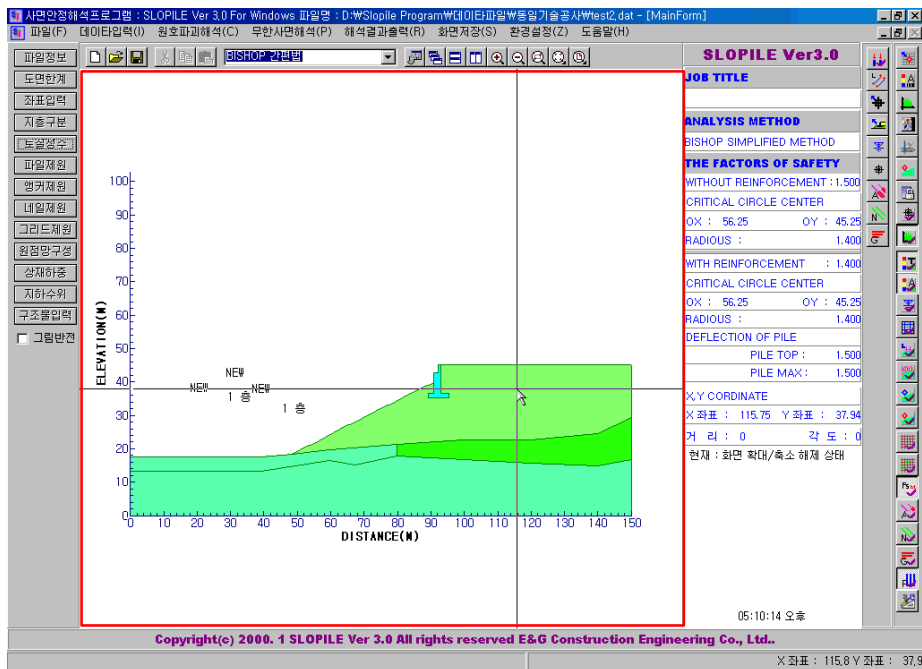 사면안정해석프로그램 : SLOPILE Ver 3,0 For Windows 파일명 : D:₩Slopile Program₩데이타파일₩동일기술공사₩test2,dat - [MainForm]
파일(F) 데이타입력(I) 원호파괴해석(C) 무한사면해석(P) 해석결과출력(R) 화면저장(S) 환경설정(Z) 도움말(H)
BISHOP 간편법
파일정보
도면한계
좌표입력
지층구분
토질성수
파일제원
앵커제원
네일제원
그리드제원
원점망구성
상재하중
지하수위
구조물입력
그림반전
ELEVATION(M)
100
90
80
70
60
50
40
30
20
10
0
NEW
NEW
NEW
1 층
1 층
0 10 20 30 40 50 60 70 80 90 100 110 120 130 140 150
DISTANCE(M)
SLOPILE Ver3.0
JOB TITLE
ANALYSIS METHOD
BISHOP SIMPLIFIED METHOD
THE FACTORS OF SAFETY
WITHOUT REINFORCEMENT : 1.500
CRITICAL CIRCLE CENTER
OX : 56.25 OY : 45.25
RADIOUS : 1.400
WITH REINFORCEMENT : 1.400
CRITICAL CIRCLE CENTER
OX : 56.25 OY : 45.25
RADIOUS : 1.400
DEFLECTION OF PILE
PILE TOP : 1.500
PILE MAX : 1.500
X,Y CORDINATE
X 좌표 : 115.75 Y 좌표 : 37.94
거 리 : 0 각 도 : 0
현재 : 화면 확대/축소 해제 상태
05:10:14 오후
Copyright(c) 2000. 1 SLOPILE Ver 3.0 All rights reserved E&G Construction Engineering Co., Ltd..
X 좌표 : 115,8 Y 좌표 : 37,9